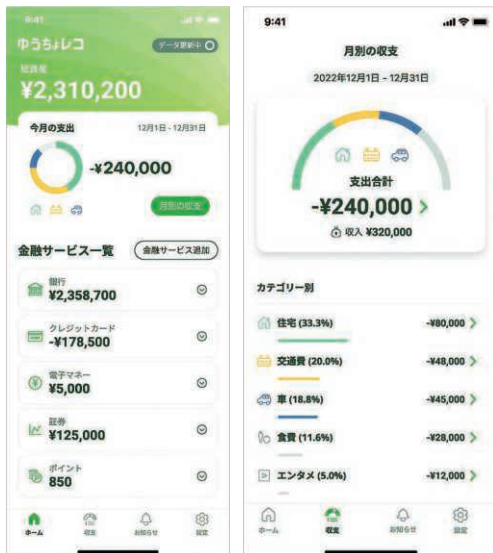 9:41
ゆうちょレコ
データ更新中
総資産
¥2,310,200
今月の支出
12月1日 - 12月31日
-¥240,000
月別の収支
金融サービス一覧
金融サービス追加
銀行
¥2,358,700
クレジットカード
-¥178,500
電子マネー
¥5,000
証券
¥125,000
ポイント
850
ホーム
収支
お知らせ
設定
9:41
月別の収支
2022年12月1日 - 12月31日
支出合計
-¥240,000
収入 ¥320,000
カテゴリー別
住宅 (33.3%)
-¥80,000
交通費 (20.0%)
-¥48,000
車 (18.8%)
-¥45,000
食費 (11.6%)
-¥28,000
エンタメ (5.0%)
-¥12,000
ホーム
収支
お知らせ
設定